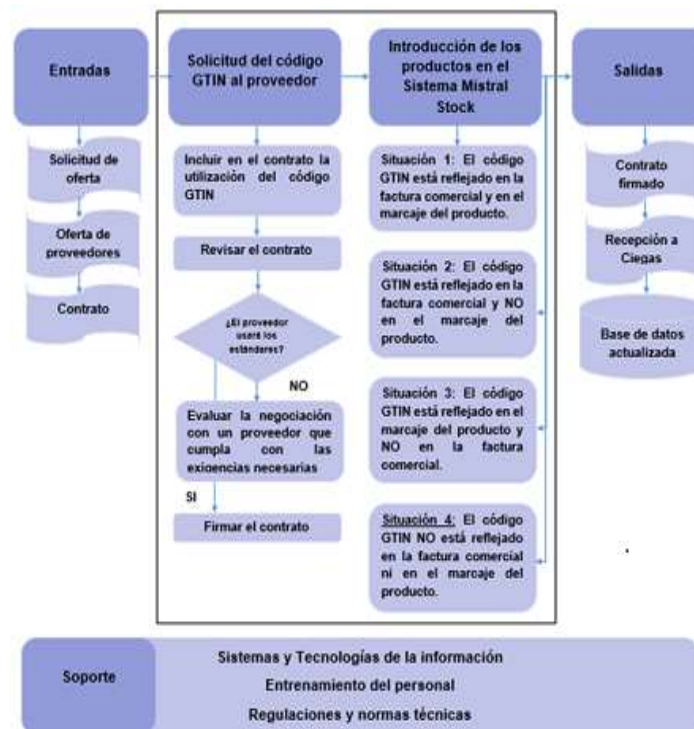 Entradas
Solicitud de
oferta
Oferta de
proveedores
Contrato
Solicitud del código
GTIN al proveedor
Incluir en el contrato la
utilización del código
GTIN
Revisar el contrato
¿El proveedor
usará los
estándares?
NO
Evaluar la negociación
con un proveedor que
cumpla con las
exigencias necesarias
SI
Firmar el contrato
Introducción de los
productos en el
Sistema Mistral
Stock
Situación 1: El código
GTIN está reflejado en la
factura comercial y en el
marcaje del producto.
Situación 2: El código
GTIN está reflejado en la
factura comercial y NO
en el marcaje del
producto.
Situación 3: El código
GTIN está reflejado en el
marcaje del producto y
NO en la factura
comercial.
Situación 4: El código
GTIN NO está reflejado
en la factura comercial
ni en el marcaje del
producto.
Salidas
Contrato
firmado
Recepción a
Ciegas
Base de datos
actualizada
Soporte
Sistemas y Tecnologías de la información
Entrenamiento del personal
Regulaciones y normas técnicas